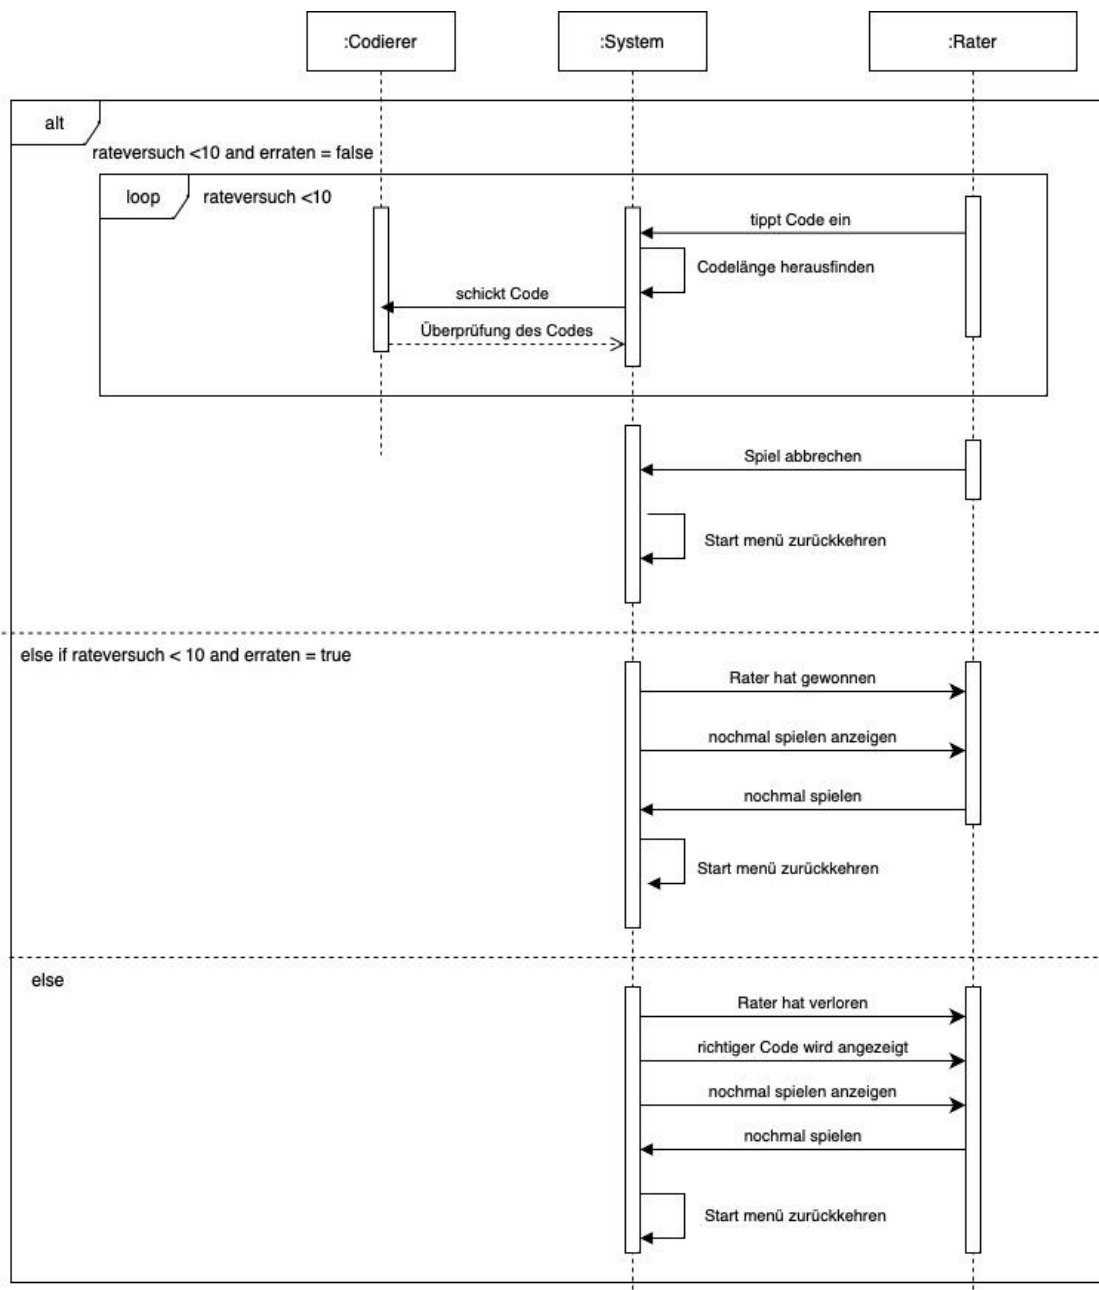 :Codierer
:System
:Rater
alt
rateversuch <10 and erraten = false
loop
rateversuch <10
tippt Code ein
Codelänge herausfinden
schickt Code
Überprüfung des Codes
Spiel abbrechen
Start menü zurückkehren
else if rateversuch < 10 and erraten = true
Rater hat gewonnen
nochmal spielen anzeigen
nochmal spielen
Start menü zurückkehren
else
Rater hat verloren
richtiger Code wird angezeigt
nochmal spielen anzeigen
nochmal spielen
Start menü zurückkehren